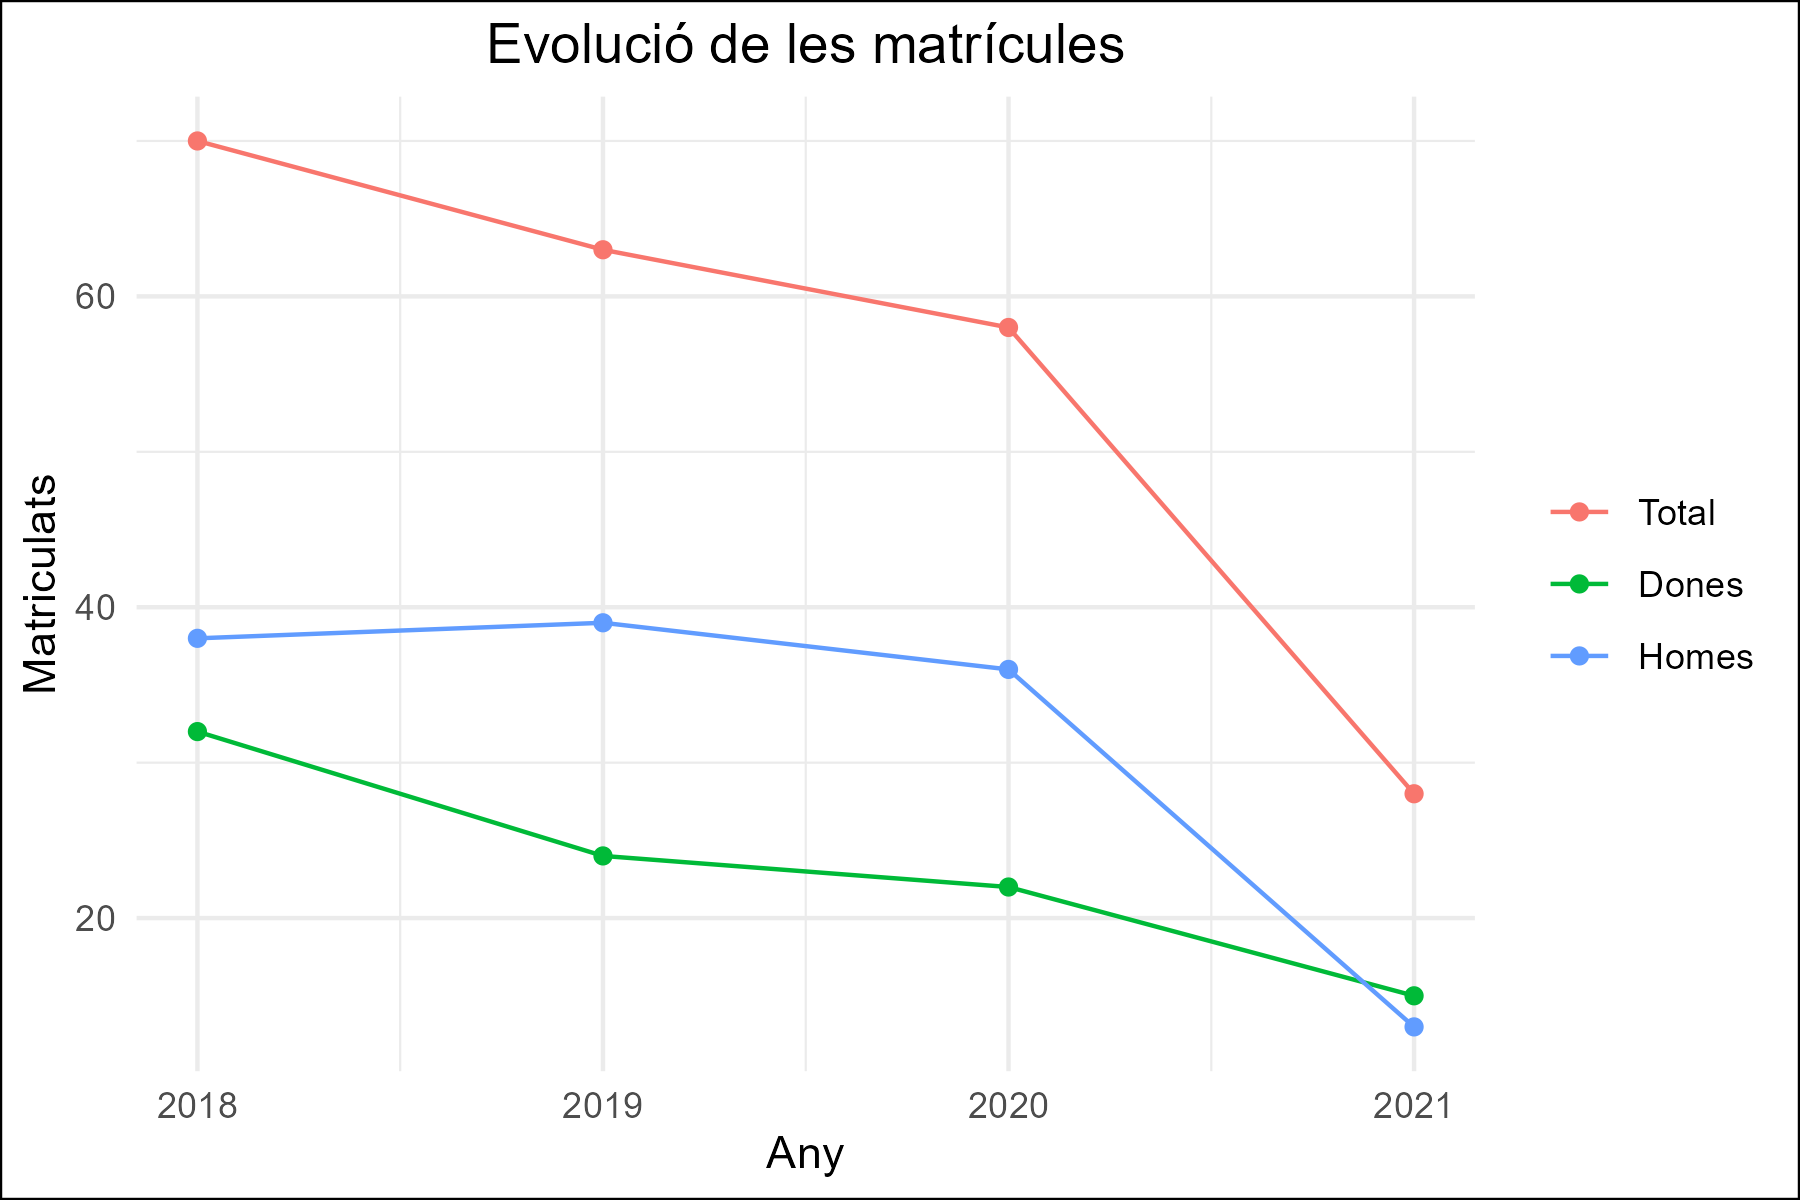 Evolució de les matrícules
Matriculats
60
40
20
2018
2019
2020
2021
Any
Total
Dones
Homes